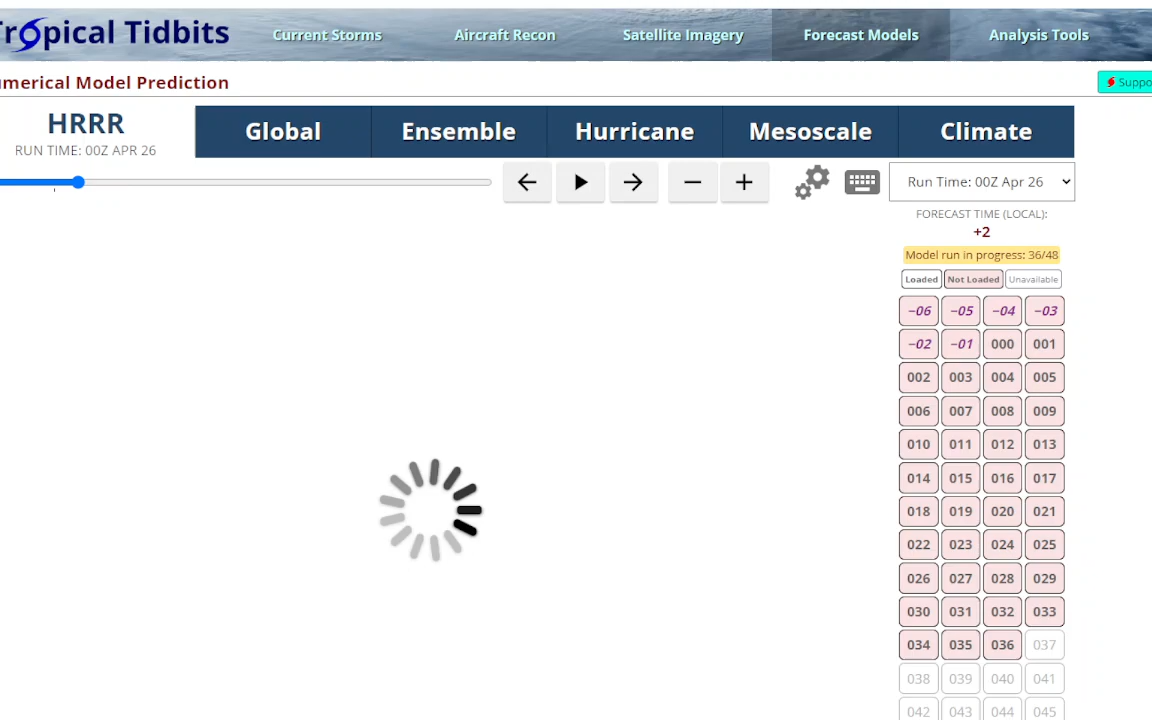 Tropical Tidbits
Current Storms
Aircraft Recon
Satellite Imagery
Forecast Models
Analysis Tools
umerical Model Prediction
Suppo
HRRR
RUN TIME: 00Z APR 26
Global
Ensemble
Hurricane
Mesoscale
Climate
Run Time: 00Z Apr 26
FORECAST TIME (LOCAL):
+2
Model run in progress: 36/48
Loaded Not Loaded Unavailable
−06 −05 −04 −03
−02 −01 000 001
002 003 004 005
006 007 008 009
010 011 012 013
014 015 016 017
018 019 020 021
022 023 024 025
026 027 028 029
030 031 032 033
034 035 036 037
038 039 040 041
042 043 044 045